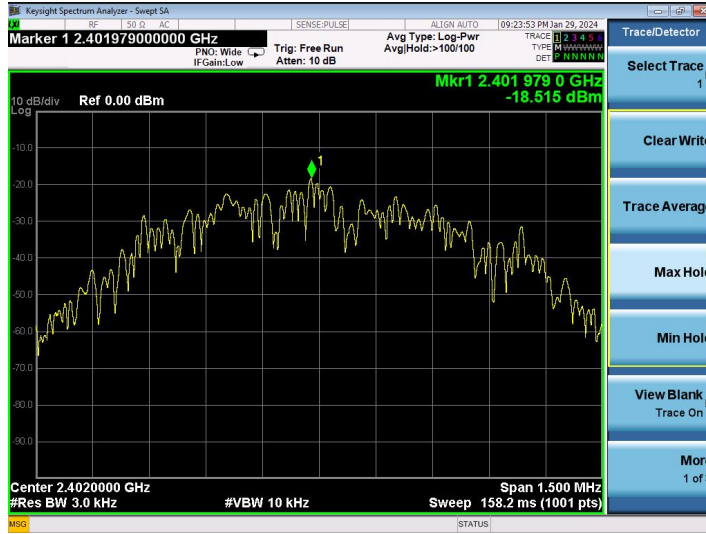 Keysight Spectrum Analyzer - Swept SA
LXI RF 50 Ω AC SENSE:PULSE ALIGN AUTO 09:23:53 PM Jan 29, 2024
Marker 1 2.401979000000 GHz
PNO: Wide
IFGain:Low
Trig: Free Run
Atten: 10 dB
Avg Type: Log-Pwr
Avg|Hold:>100/100
TRACE 1 2 3 4 5 6
TYPE M W W W W W
DET P N N N N N
Mkr1 2.401 979 0 GHz
-18.515 dBm
10 dB/div Ref 0.00 dBm
Log
1
-10.0
-20.0
-30.0
-40.0
-50.0
-60.0
-70.0
-80.0
-90.0
Center 2.4020000 GHz Span 1.500 MHz
#Res BW 3.0 kHz #VBW 10 kHz Sweep 158.2 ms (1001 pts)
MSG STATUS
Trace/Detector
Select Trace
1
Clear Write
Trace Average
Max Hol
Min Hol
View Blank
Trace On
Mor
1 of